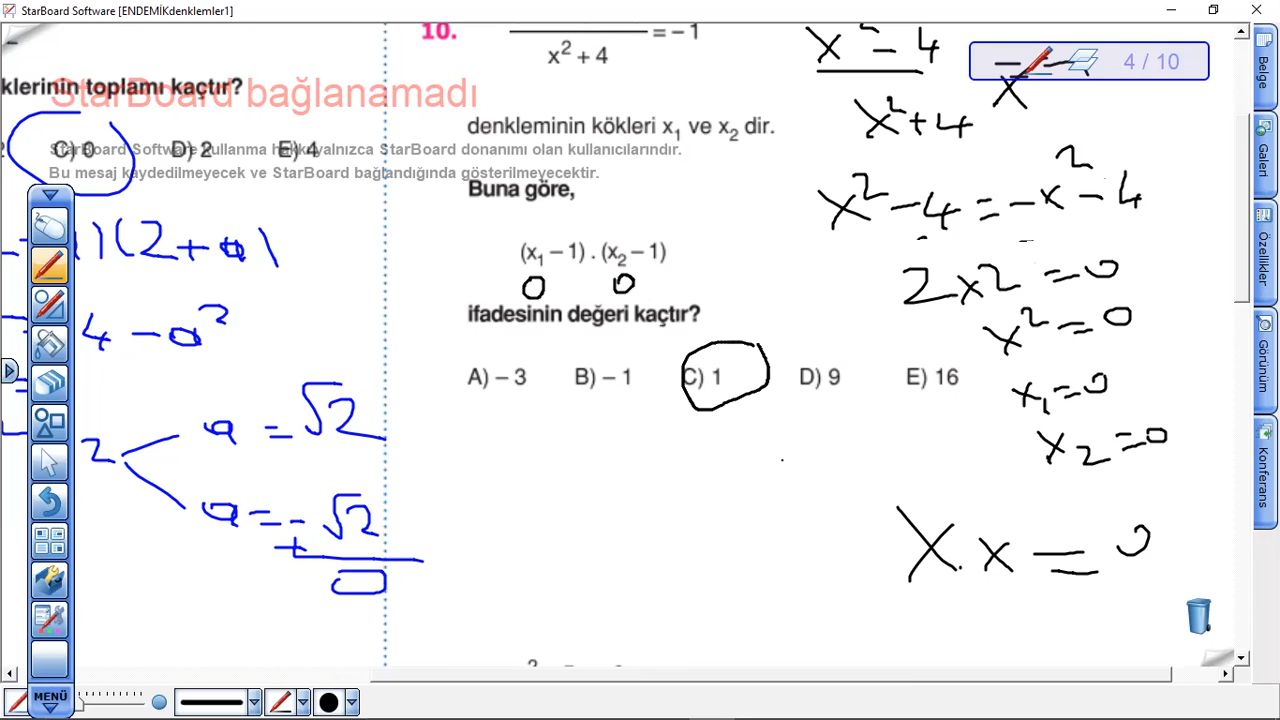 StarBoard Software [ENDEMİKdenklemler1]
klerinin toplamı kaçtır?
StarBoard bağlanamadı
C) 0 D) 2 E) 4
StarBoard Software kullanma hakkı yalnızca StarBoard donanımı olan kullanıcılarındır.
Bu mesaj kaydedilmeyecek ve StarBoard bağlandığında gösterilmeyecektir.
)(2+a)
4 - a²
2
a = √2
a = -√2
+
0
10.
= – 1
x² + 4
denkleminin kökleri x₁ ve x₂ dir.
Buna göre,
(x₁ – 1) . (x₂ – 1)
0 0
ifadesinin değeri kaçtır?
A) – 3 B) – 1 C) 1 D) 9 E) 16
x² - 4
x² + 4
x² - 4 = -x² - 4
2x2 = 0
x² = 0
x₁ = 0
x₂ = 0
x . x = 0
4 / 10
Belge
Galeri
Özellikler
Görünüm
Konferans
MENÜ